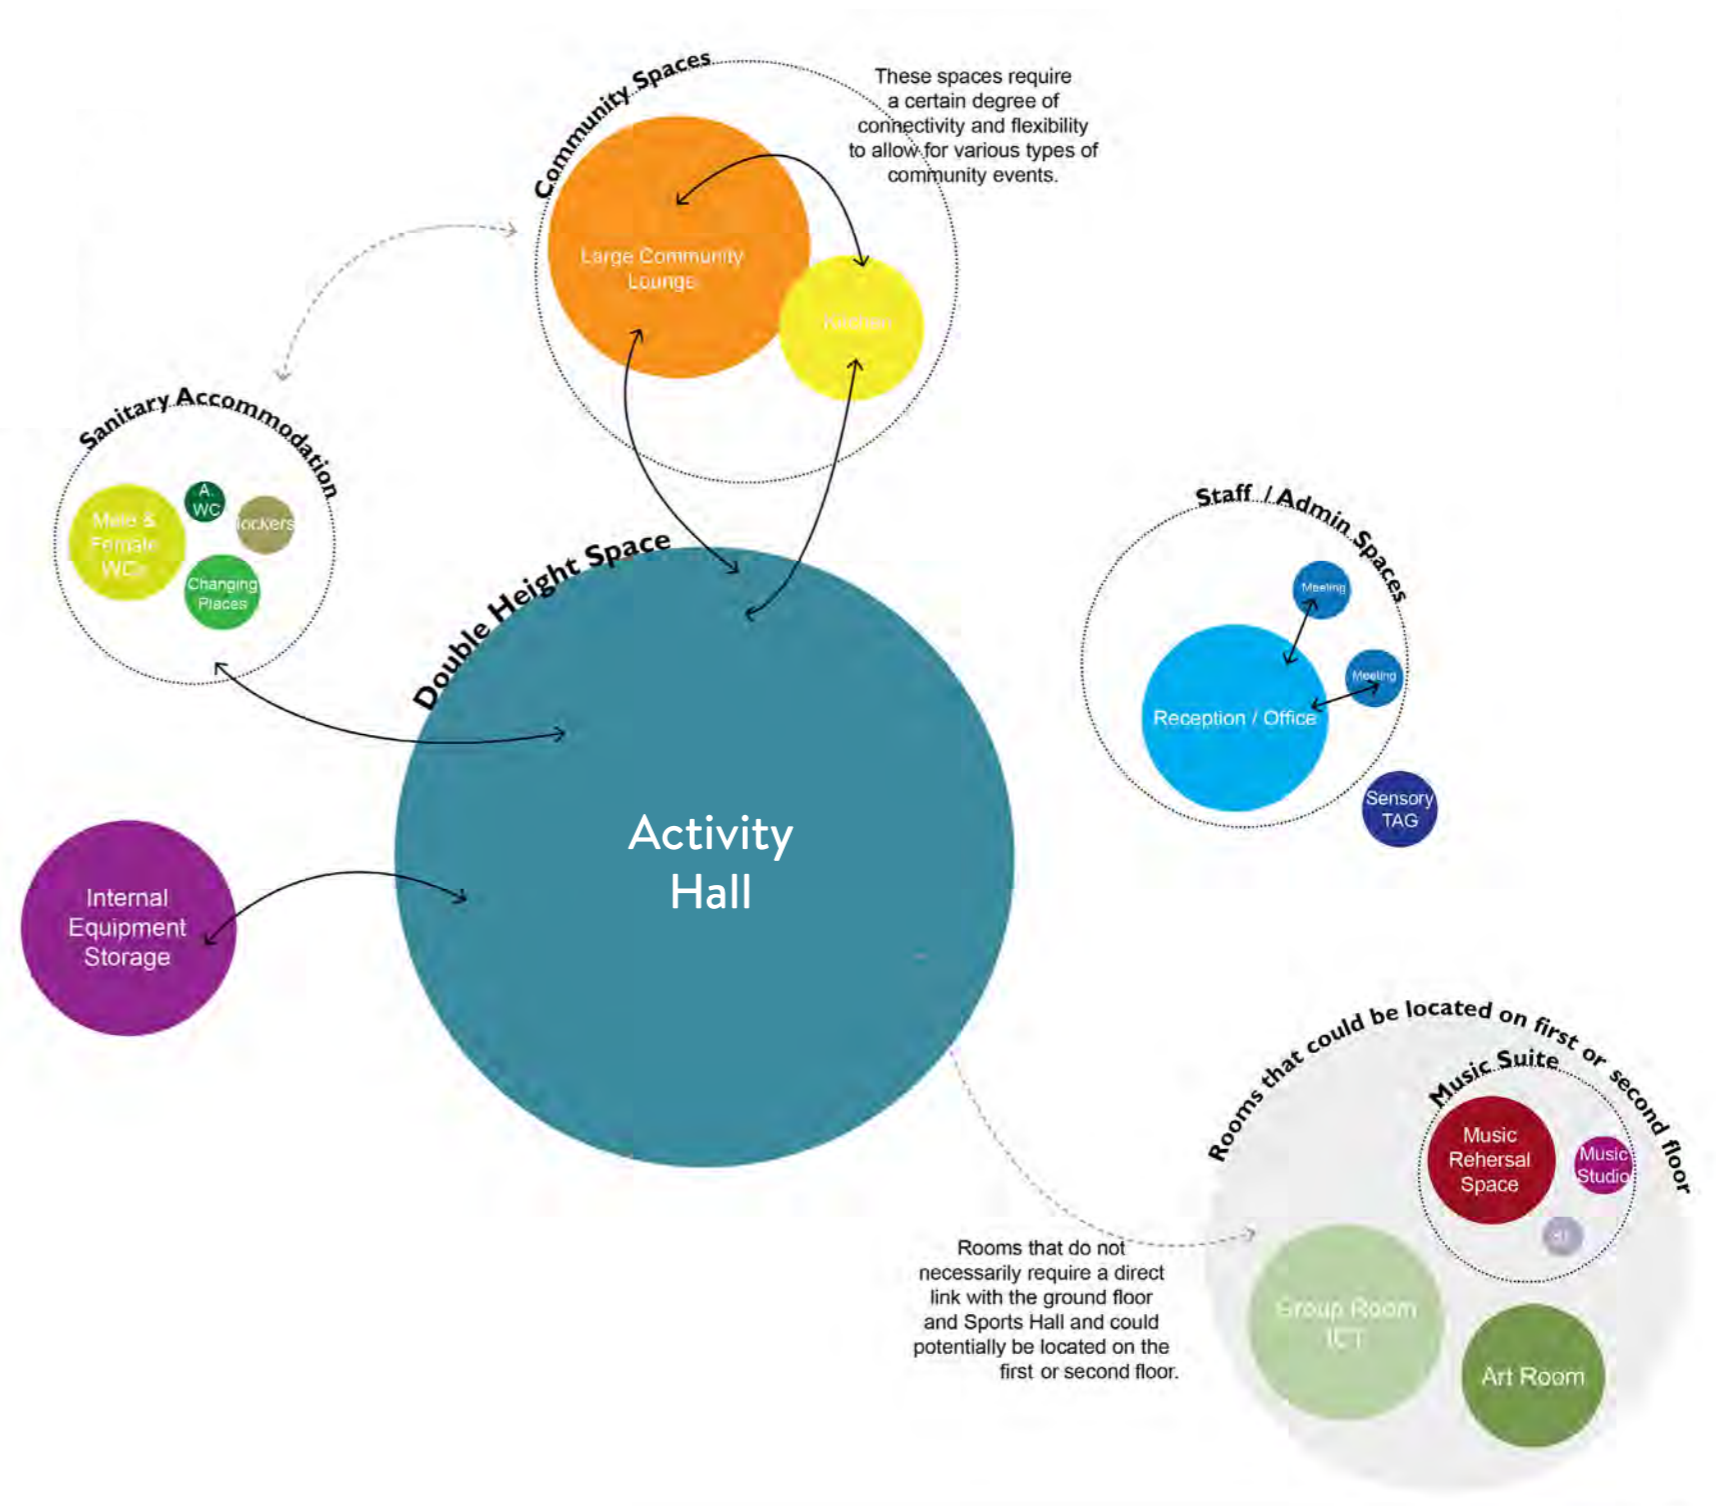 Community Spaces
These spaces require
a certain degree of
connectivity and flexibility
to allow for various types of
community events.
Large Community
Lounge
Kitchen
Sanitary Accommodation
Male &
Female
WCs
A.
WC
lockers
Changing
Places
Double Height Space
Activity
Hall
Internal
Equipment
Storage
Staff / Admin Spaces
Meeting
Meeting
Reception / Office
Sensory
TAG
Rooms that could be located on first or second floor
Music Suite
Music
Rehersal
Space
Music
Studio
Group Room
ICT
Art Room
Rooms that do not
necessarily require a direct
link with the ground floor
and Sports Hall and could
potentially be located on the
first or second floor.